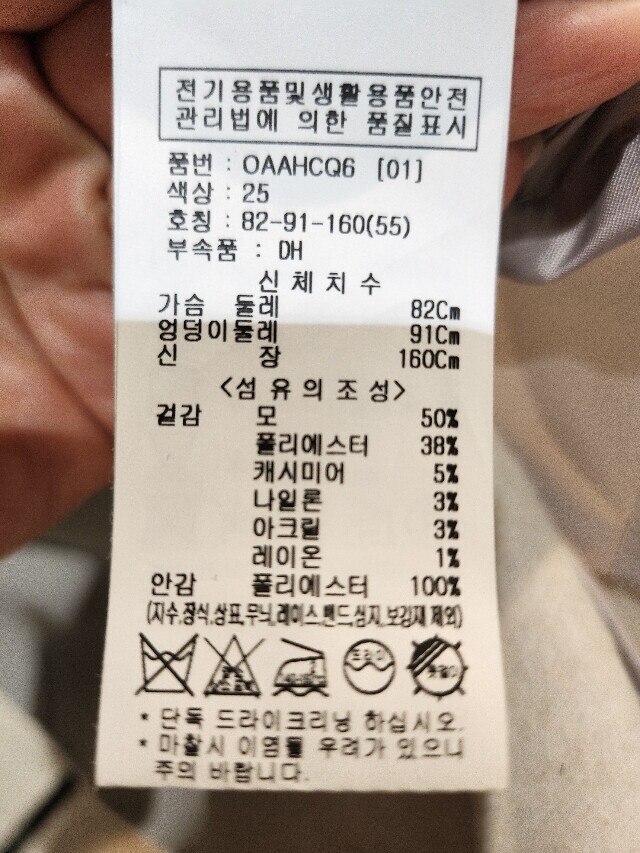 전기용품및생활용품안전
관리법에 의한 품질표시
품번 : OAAHCQ6 [01]
색상 : 25
호칭 : 82-91-160(55)
부속품 : DH
신체치수
가슴 둘레 82Cm
엉덩이둘레 91Cm
신 장 160Cm
<섬유의조성>
겉감 모 50%
폴리에스터 38%
캐시미어 5%
나일론 3%
아크릴 3%
레이온 1%
안감 폴리에스터 100%
(자수,장식,상표,무늬,레이스,밴드,심지,보강재 제외)
드라이 옷걸이
* 단독 드라이크리닝 하십시오.
* 마찰시 이염될 우려가 있으니
주의 바랍니다.